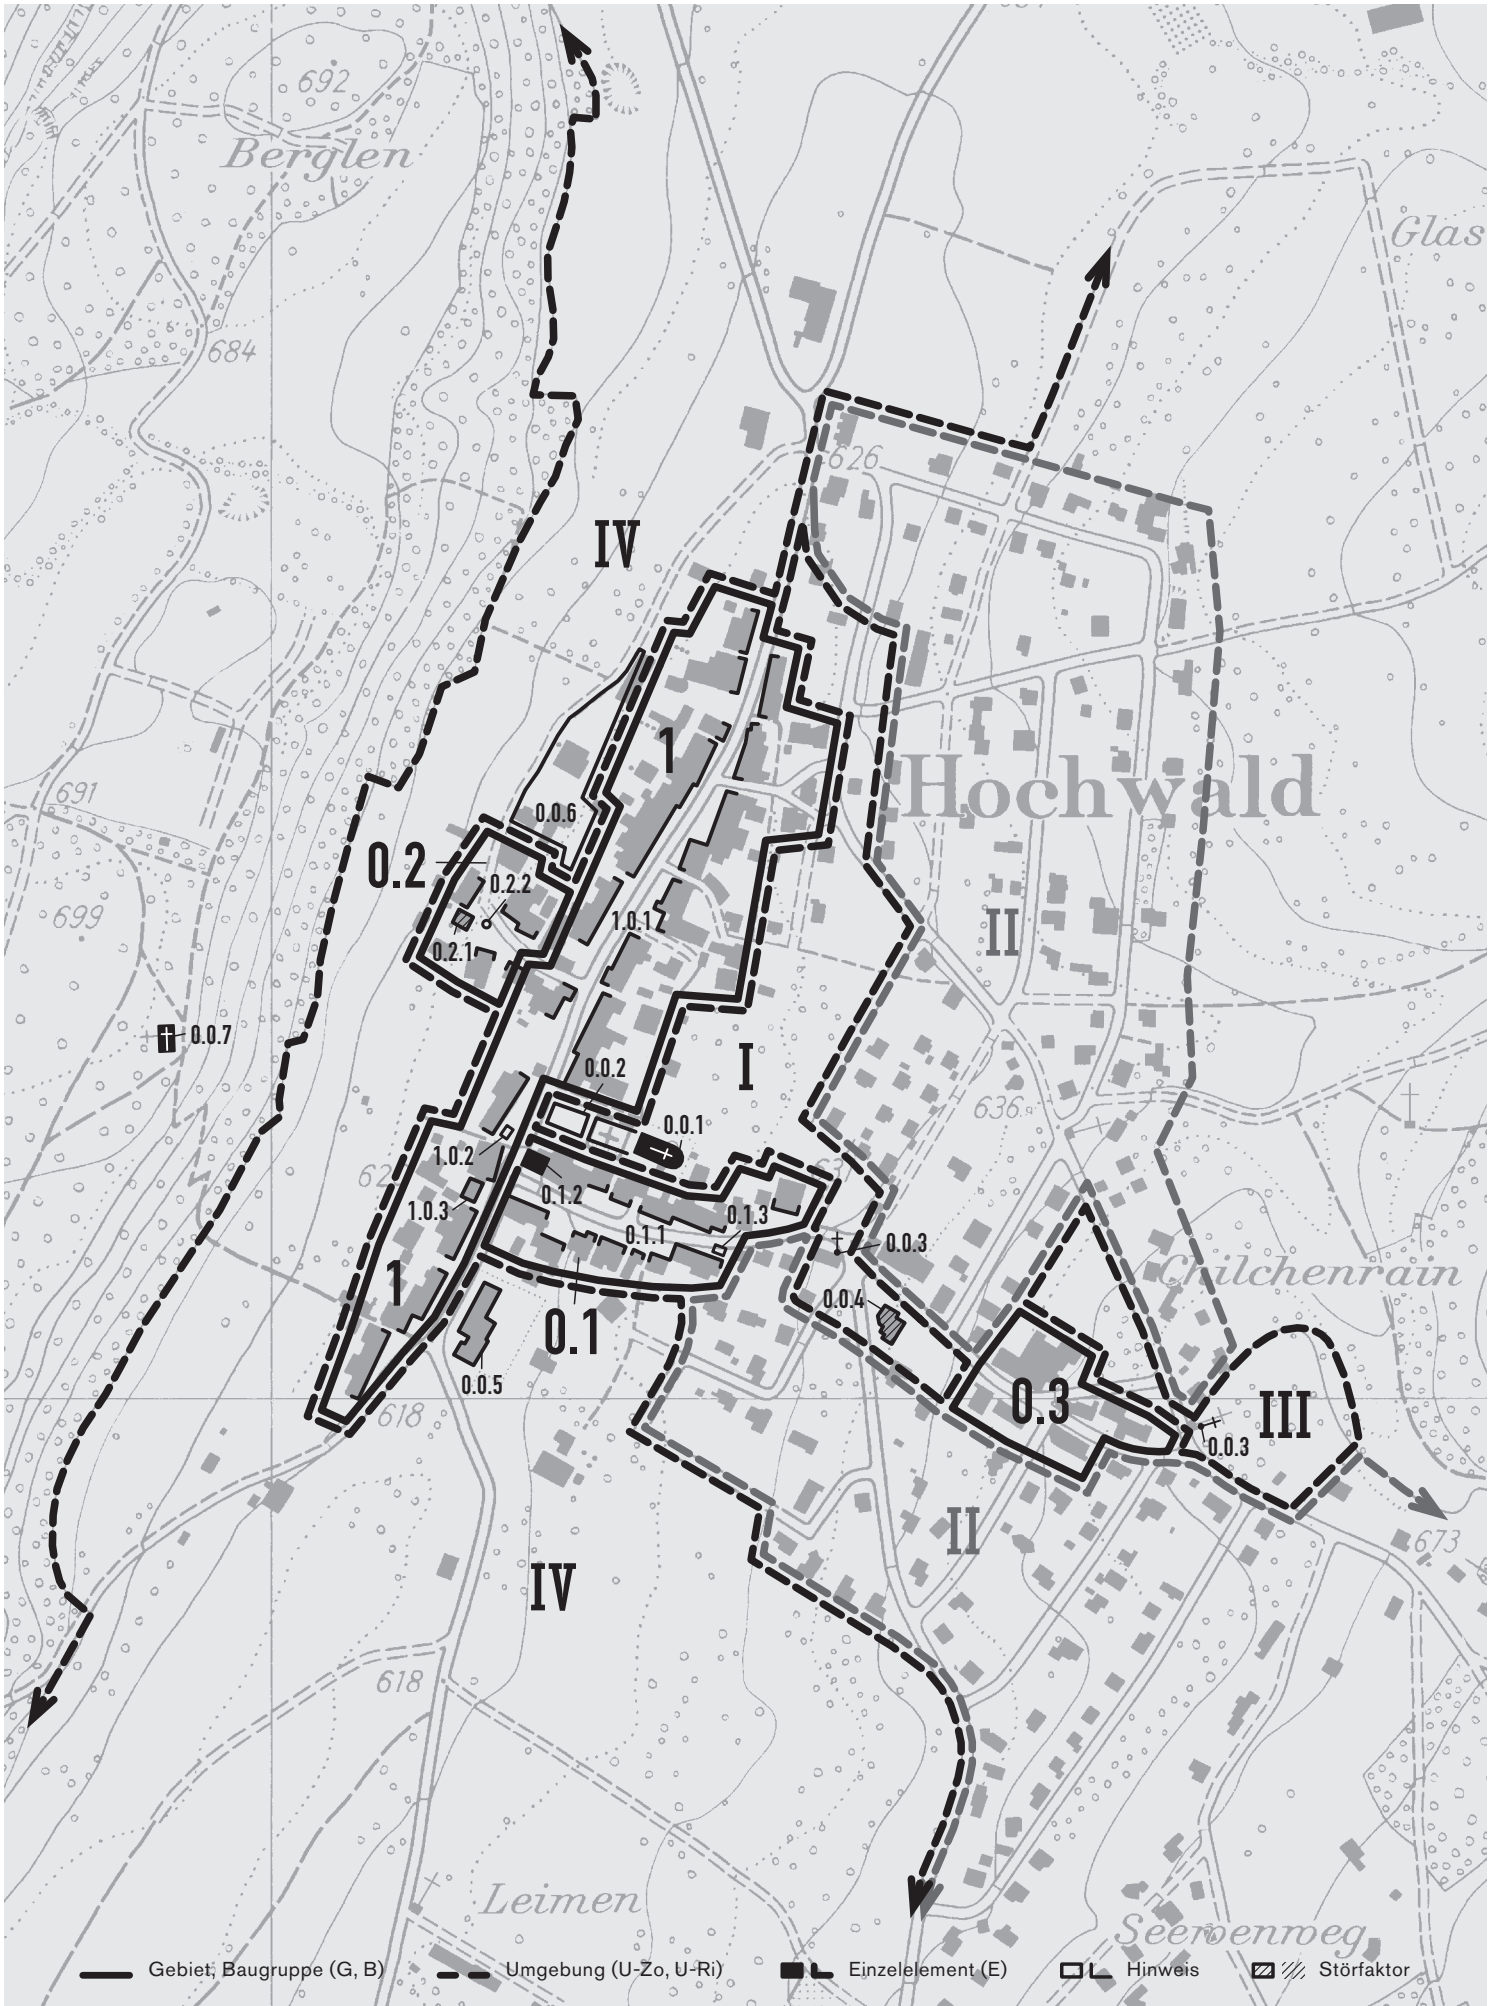 692
Berglen
Glas
684
626
IV
1
691
0.0.6
Hochwald
0.2
0.2.2
699
1.0.1
II
0.2.1
0.0.7
I
0.0.2
636
0.0.1
1.0.2
0.1.2
1.0.3
0.1.3
0.1.1
0.0.3
Chilchenrain
1
0.0.4
0.1
0.0.5
0.3
III
618
0.0.3
II
673
IV
618
Leimen
Seewenweg
Gebiet, Baugruppe (G, B)
Umgebung (U-Zo, U-Ri)
Einzelelement (E)
Hinweis
Störfaktor